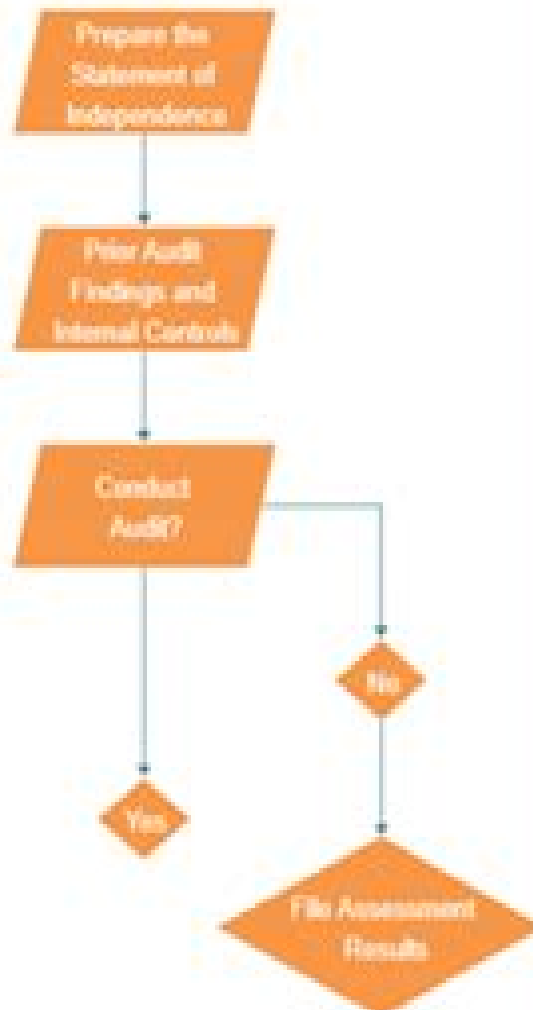 Prepare the
Statement of
Independence
Prior Audit
Findings and
Internal Controls
Conduct
Audit?
No
Yes
File Assessment
Results